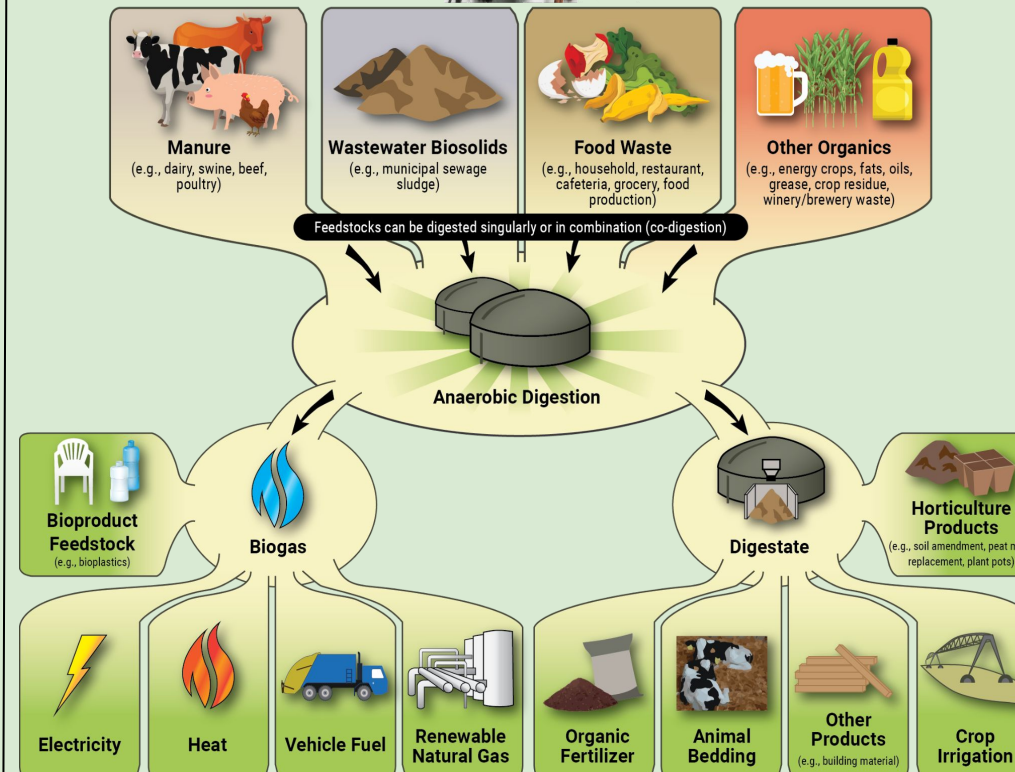 Manure
(e.g., dairy, swine, beef,
poultry)
Wastewater Biosolids
(e.g., municipal sewage
sludge)
Food Waste
(e.g., household, restaurant,
cafeteria, grocery, food
production)
Other Organics
(e.g., energy crops, fats, oils,
grease, crop residue,
winery/brewery waste)
Feedstocks can be digested singularly or in combination (co-digestion)
Anaerobic Digestion
Bioproduct
Feedstock
(e.g., bioplastics)
Biogas
Digestate
Horticulture
Products
(e.g., soil amendment, peat
replacement, plant pots)
Electricity
Heat
Vehicle Fuel
Renewable
Natural Gas
Organic
Fertilizer
Animal
Bedding
Other
Products
(e.g., building material)
Crop
Irrigation